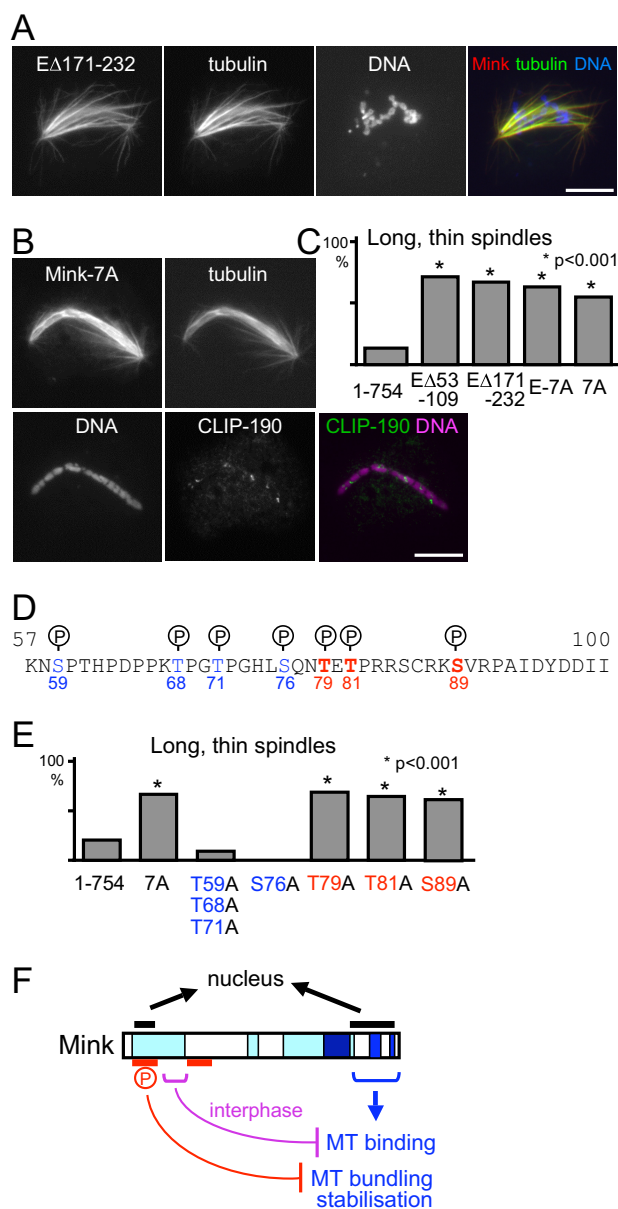 A
EΔ171-232
tubulin
DNA
Mink tubulin DNA
B
Mink-7A
tubulin
DNA
CLIP-190
CLIP-190 DNA
C
Long, thin spindles
100
%
* p<0.001
* * * *
1-754
EΔ53
-109
EΔ171
-232
E-7A
7A
D
P P P P P P P
57 100
KNSPTHPDPPKTPGTPGHLSQNTETPRRSCRKSVRPAIDYDDII
59 68 71 76 79 81 89
E
Long, thin spindles
100
%
* p<0.001
* * * *
1-754
7A
T59A
T68A
T71A
S76A
T79A
T81A
S89A
F
nucleus
Mink
P
interphase
MT binding
MT bundling
stabilisation